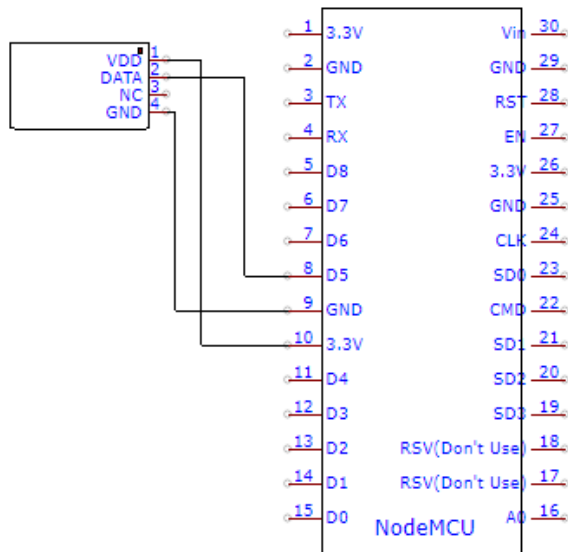 VDD 1
DATA 2
NC 3
GND 4
1 3.3V
2 GND
3 TX
4 RX
5 D8
6 D7
7 D6
8 D5
9 GND
10 3.3V
11 D4
12 D3
13 D2
14 D1
15 D0
Vin 30
GND 29
RST 28
EN 27
3.3V 26
GND 25
CLK 24
SD0 23
CMD 22
SD1 21
SD2 20
SD3 19
RSV(Don't Use) 18
RSV(Don't Use) 17
A0 16
NodeMCU